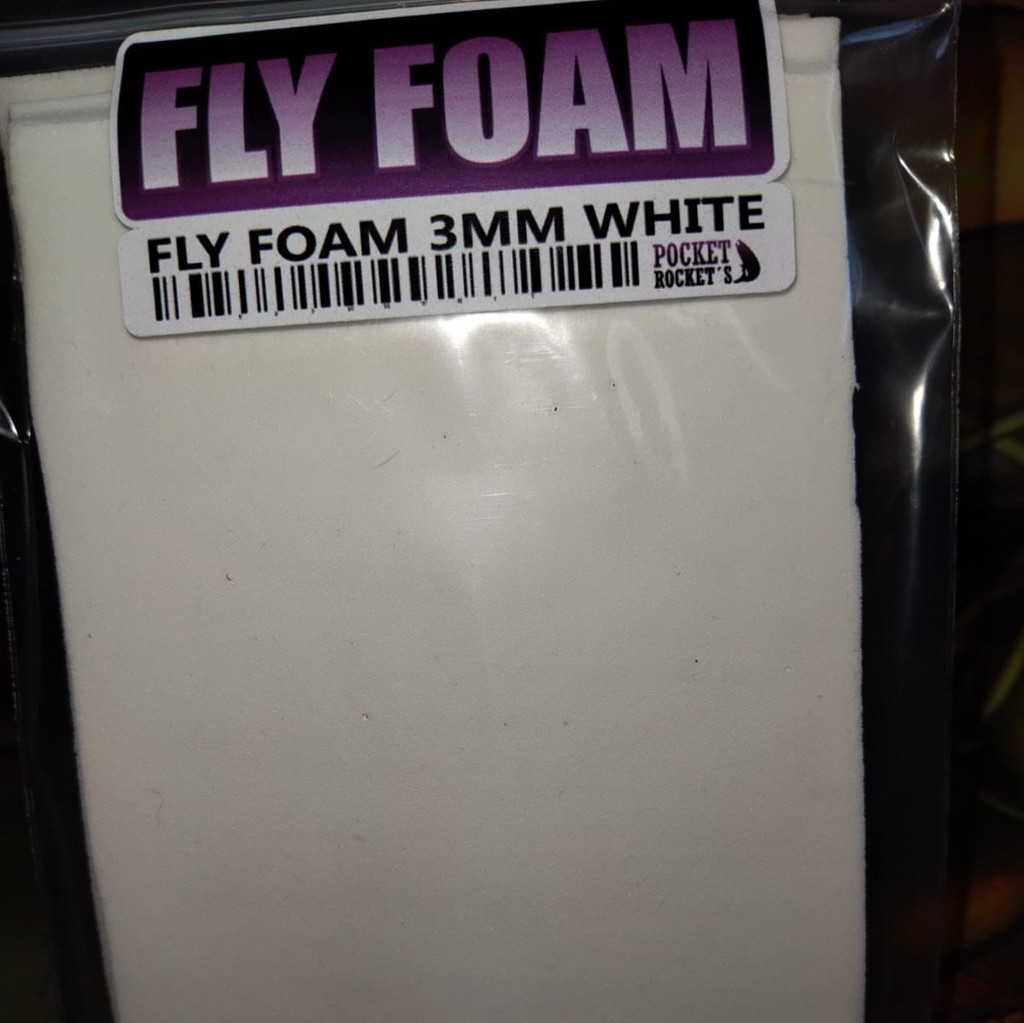 FLY FOAM
FLY FOAM 3MM WHITE
POCKET
ROCKET´S